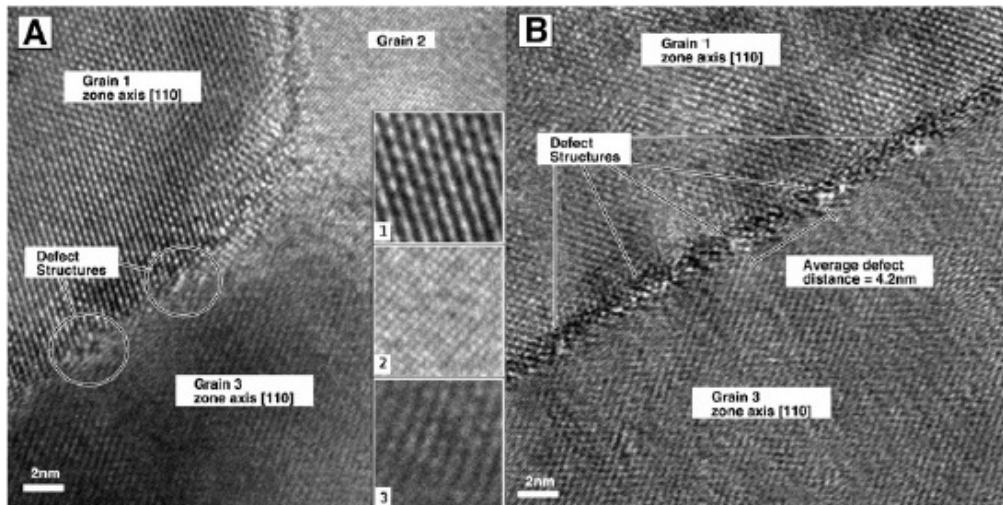 A
Grain 2
Grain 1
zone axis [110]
1
Defect
Structures
2
Grain 3
zone axis [110]
3
2nm
B
Grain 1
zone axis [110]
Defect
Structures
Average defect
distance = 4.2nm
Grain 3
zone axis [110]
2nm